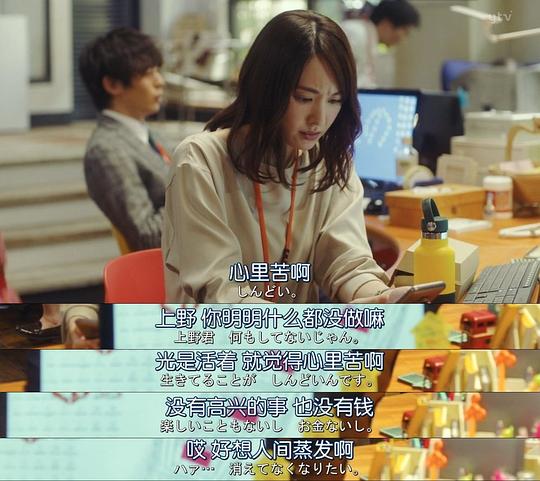 ytv
心里苦啊
しんどい。
上野 你明明什么都没做嘛
上野君 何もしてないじゃん。
光是活着 就觉得心里苦啊
生きてることが しんどいんです。
没有高兴的事 也没有钱
楽しいこともないし お金ないし。
哎 好想人间蒸发啊
ハァ… 消えてなくなりたい。